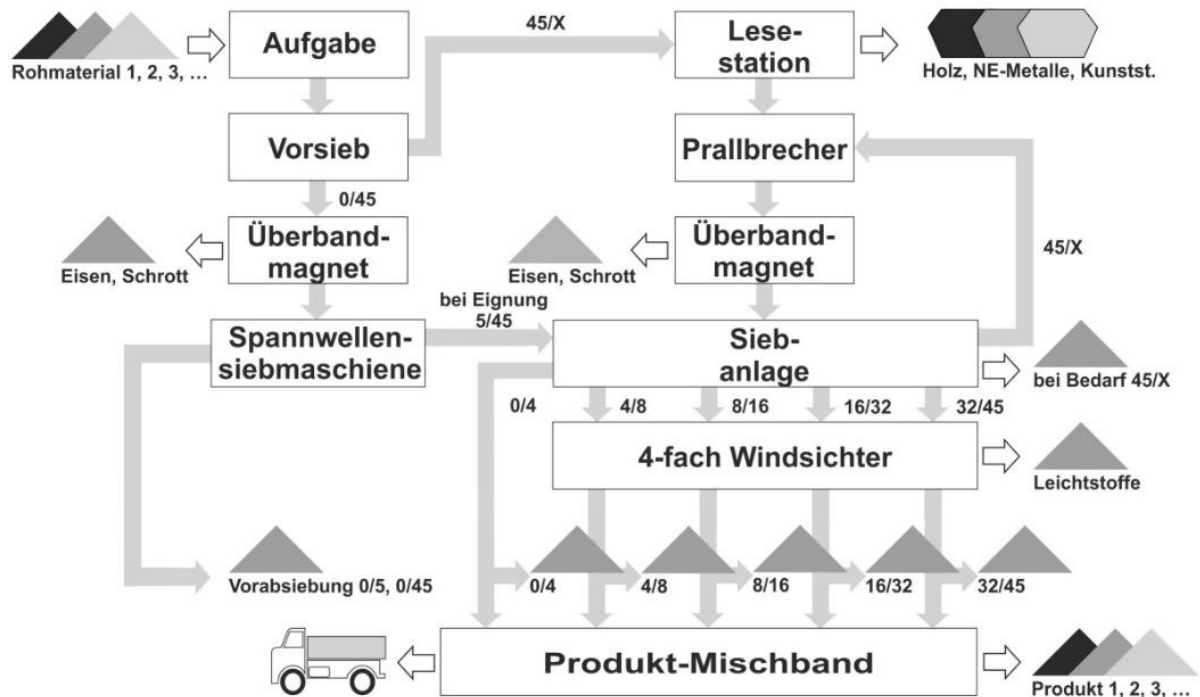 Aufgabe
45/X
Lese-
station
Rohmaterial 1, 2, 3, ...
Holz, NE-Metalle, Kunstst.
Vorsieb
Prallbrecher
0/45
Überband-
magnet
Eisen, Schrott
Überband-
magnet
Eisen, Schrott
45/X
bei Eignung
5/45
Spannwellen-
siebmaschiene
Sieb-
anlage
bei Bedarf 45/X
0/4
4/8
8/16
16/32
32/45
4-fach Windsichter
Leichtstoffe
Vorabsiebung 0/5, 0/45
0/4
4/8
8/16
16/32
32/45
Produkt-Mischband
Produkt 1, 2, 3, ...